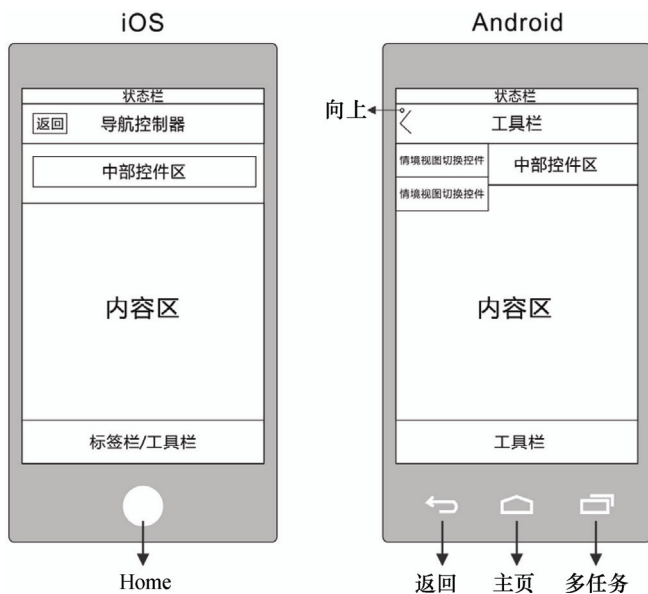 iOS
状态栏
返回 导航控制器
中部控件区
内容区
标签栏/工具栏
Home
Android
向上
状态栏
工具栏
情境视图切换控件 中部控件区
情境视图切换控件
内容区
工具栏
返回 主页 多任务